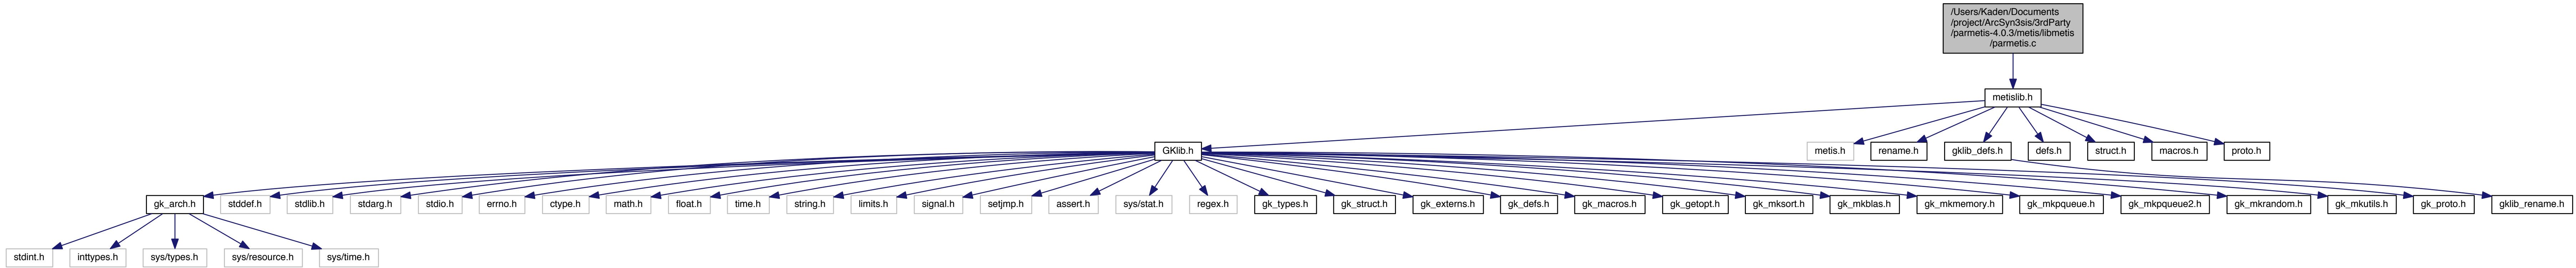 /Users/Kaden/Documents
/project/ArcSyn3sis/3rdParty
/parmetis-4.0.3/metis/libmetis
/parmetis.c
metislib.h
GKlib.h
metis.h
rename.h
gklib_defs.h
defs.h
struct.h
macros.h
proto.h
gk_arch.h
stddef.h
stdlib.h
stdarg.h
stdio.h
errno.h
ctype.h
math.h
float.h
time.h
string.h
limits.h
signal.h
setjmp.h
assert.h
sys/stat.h
regex.h
gk_types.h
gk_struct.h
gk_externs.h
gk_defs.h
gk_macros.h
gk_getopt.h
gk_mksort.h
gk_mkblas.h
gk_mkmemory.h
gk_mkpqueue.h
gk_mkpqueue2.h
gk_mkrandom.h
gk_mkutils.h
gk_proto.h
gklib_rename.h
stdint.h
inttypes.h
sys/types.h
sys/resource.h
sys/time.h